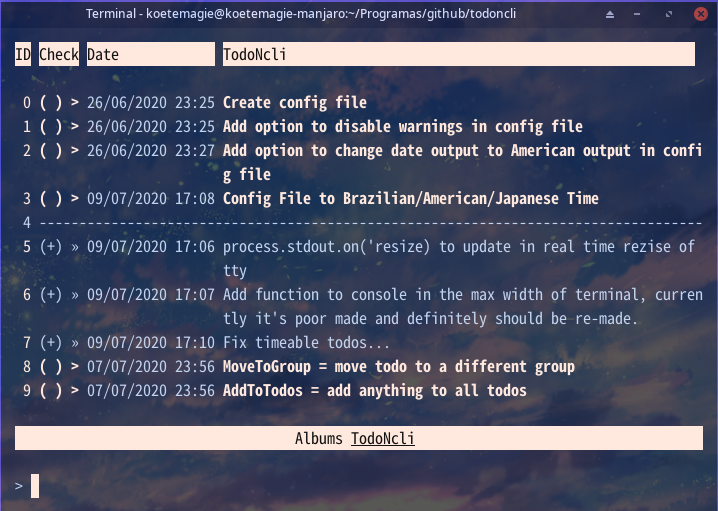 Terminal - koetemagie@koetemagie-manjaro:~/Programas/github/todoncli
ID Check Date TodoNcli
0 ( ) > 26/06/2020 23:25 Create config file
1 ( ) > 26/06/2020 23:25 Add option to disable warnings in config file
2 ( ) > 26/06/2020 23:27 Add option to change date output to American output in confi
g file
3 ( ) > 09/07/2020 17:08 Config File to Brazilian/American/Japanese Time
4 -----------------------------------------------------------------------------------
5 (+) » 09/07/2020 17:06 process.stdout.on('resize) to update in real time rezise of
tty
6 (+) » 09/07/2020 17:07 Add function to console in the max width of terminal, curren
tly it's poor made and definitely should be re-made.
7 (+) » 09/07/2020 17:10 Fix timeable todos...
8 ( ) > 07/07/2020 23:56 MoveToGroup = move todo to a different group
9 ( ) > 07/07/2020 23:56 AddToTodos = add anything to all todos
Albums TodoNcli
>